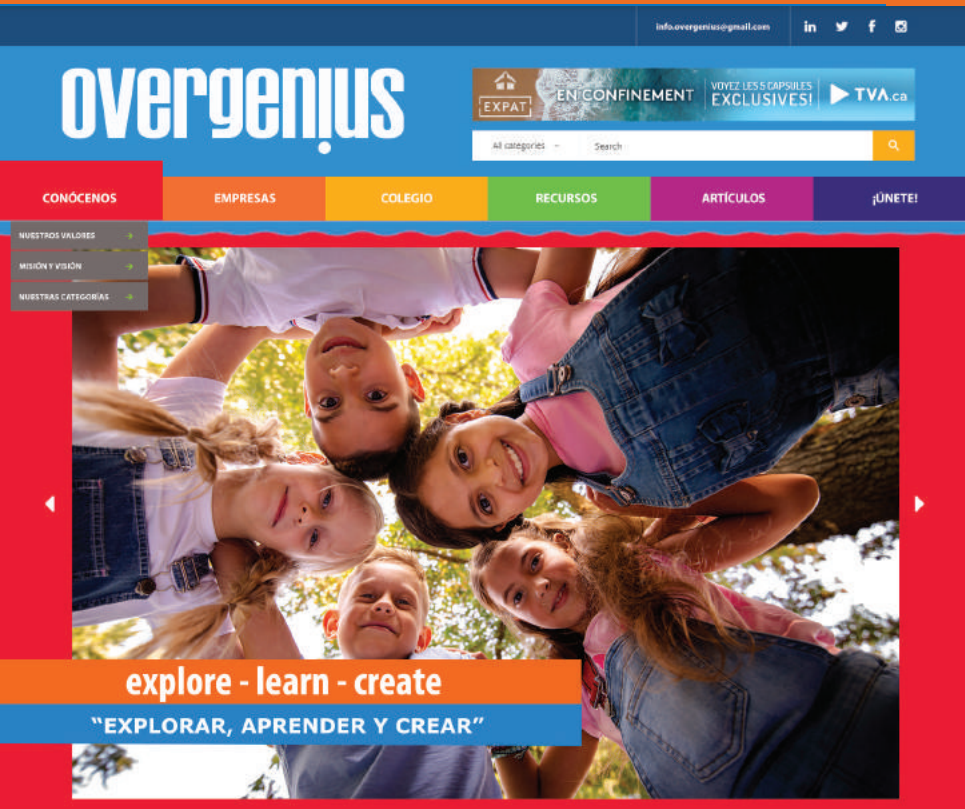 info.overgenius@gmail.com
overgenius
EXPAT
EN CONFINEMENT
VOYEZ LES 5 CAPSULES
EXCLUSIVES!
TVA.ca
All categories
Search
CONÓCENOS
EMPRESAS
COLEGIO
RECURSOS
ARTÍCULOS
¡ÚNETE!
NUESTROS VALORES
MISIÓN Y VISIÓN
NUESTRAS CATEGORÍAS
explore - learn - create
“EXPLORAR, APRENDER Y CREAR”